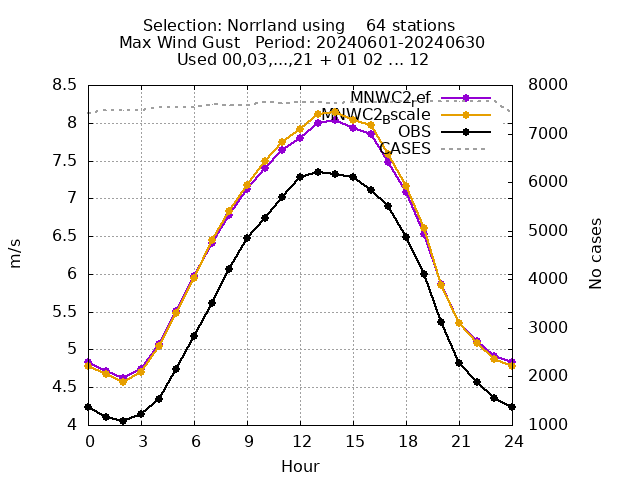 Selection: Norrland using    64 stations
Max Wind Gust   Period: 20240601-20240630
Used 00,03,...,21 + 01 02 ... 12
MNWC2_ref
MNWC2_Bscale
OBS
CASES
8.5
8
7.5
7
6.5
6
5.5
5
4.5
4
m/s
8000
7000
6000
5000
4000
3000
2000
1000
No cases
0 3 6 9 12 15 18 21 24
Hour